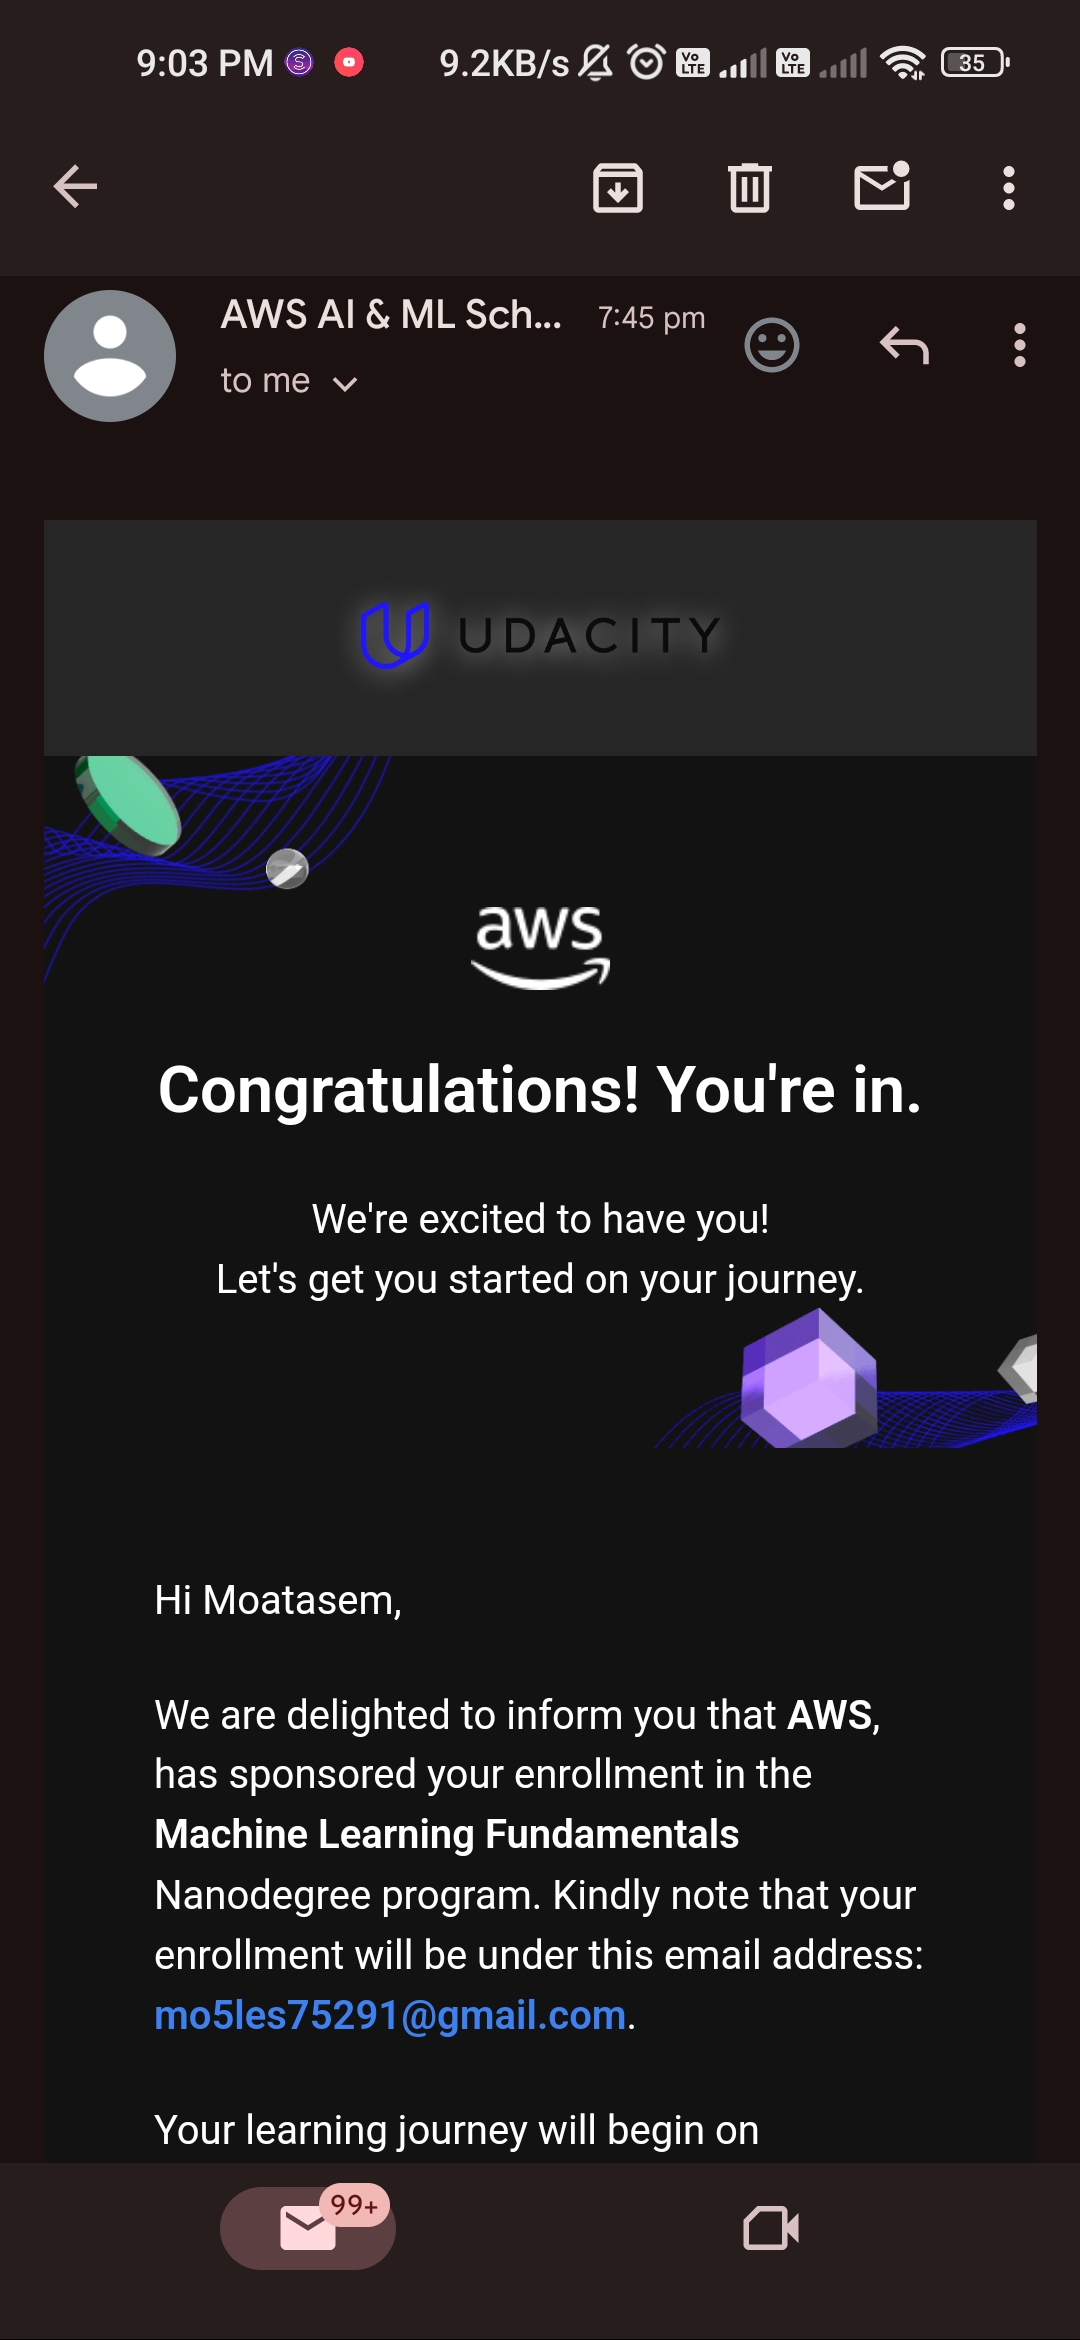 9:03 PM 9.2KB/s Vo LTE Vo LTE 35
AWS AI & ML Sch... 7:45 pm
to me
UDACITY
aws
Congratulations! You're in.
We're excited to have you!
Let's get you started on your journey.
Hi Moatasem,
We are delighted to inform you that AWS,
has sponsored your enrollment in the
Machine Learning Fundamentals
Nanodegree program. Kindly note that your
enrollment will be under this email address:
mo5les75291@gmail.com.
Your learning journey will begin on
99+